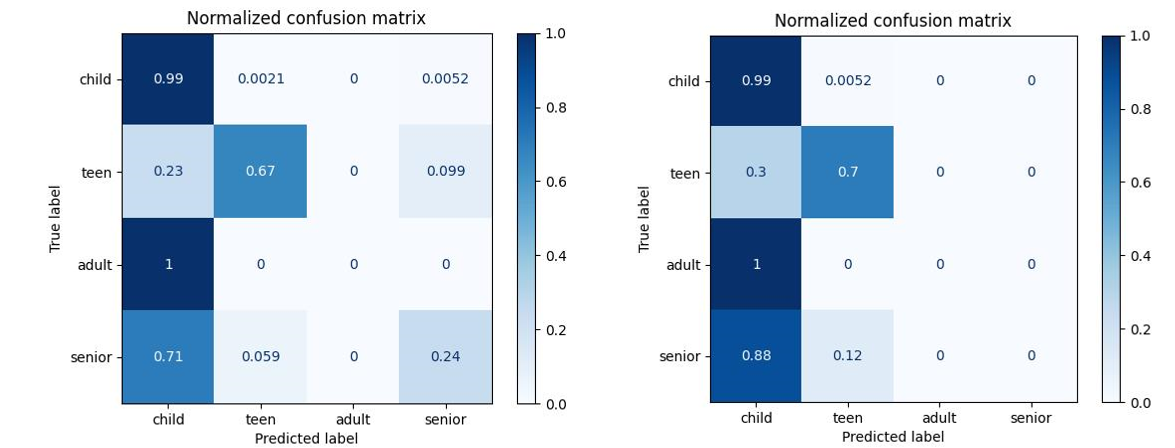 Normalized confusion matrix
True label
child 0.99 0.0021 0 0.0052
teen 0.23 0.67 0 0.099
adult 1 0 0 0
senior 0.71 0.059 0 0.24
child teen adult senior
Predicted label
1.0
0.8
0.6
0.4
0.2
0.0
Normalized confusion matrix
True label
child 0.99 0.0052 0 0
teen 0.3 0.7 0 0
adult 1 0 0 0
senior 0.88 0.12 0 0
child teen adult senior
Predicted label
1.0
0.8
0.6
0.4
0.2
0.0